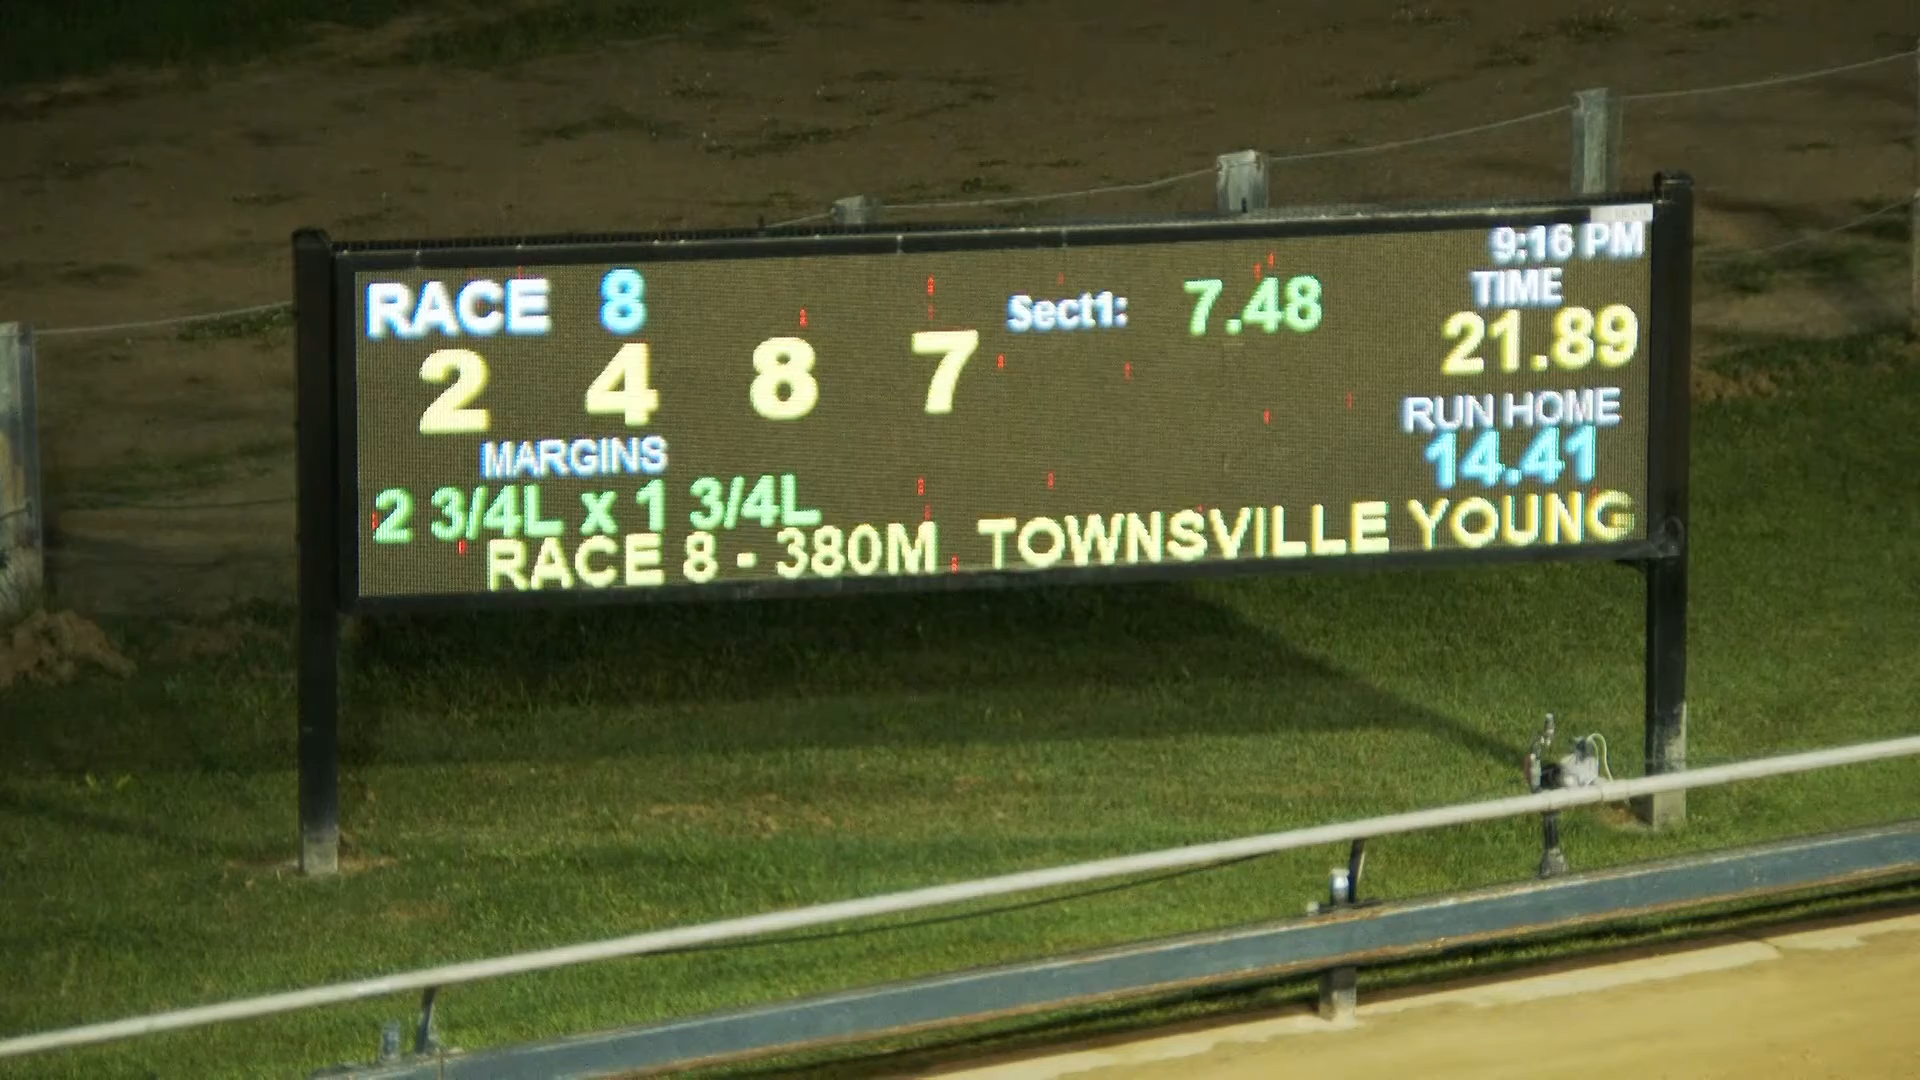 9:16 PM
RACE 8 Sect1: 7.48 TIME
21.89
2 4 8 7
RUN HOME
14.41
MARGINS
2 3/4L x 1 3/4L
RACE 8 - 380M TOWNSVILLE YOUNG